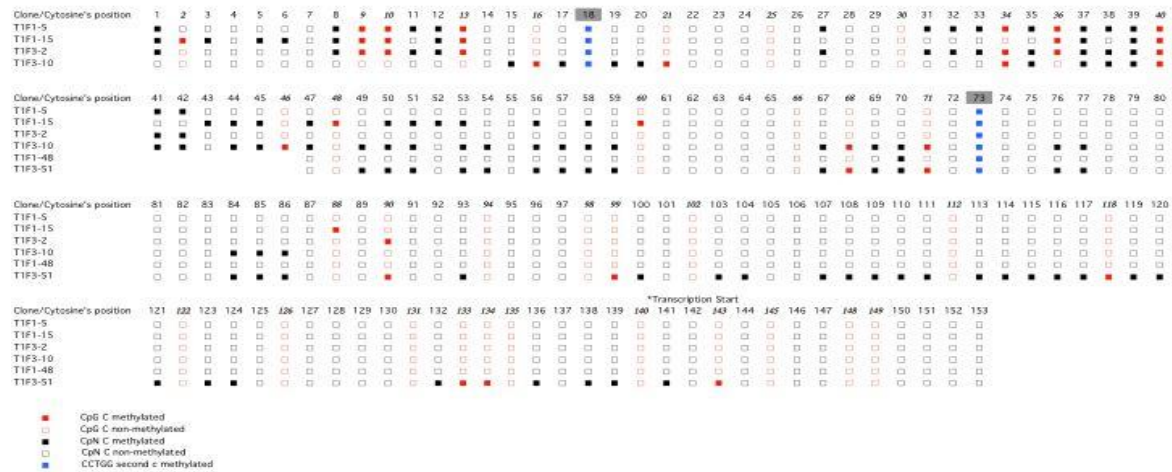 Clone/Cytosine's position 1 2 3 4 5 6 7 8 9 10 11 12 13 14 15 16 17 18 19 20 21 22 23 24 25 26 27 28 29 30 31 32 33 34 35 36 37 38 39 40
T1F1-5
T1F1-15
T1F3-2
T1F3-10
Clone/Cytosine's position 41 42 43 44 45 46 47 48 49 50 51 52 53 54 55 56 57 58 59 60 61 62 63 64 65 66 67 68 69 70 71 72 73 74 75 76 77 78 79 80
T1F1-5
T1F1-15
T1F3-2
T1F3-10
T1F1-48
T1F3-51
Clone/Cytosine's position 81 82 83 84 85 86 88 89 90 91 92 93 94 95 96 97 98 99 100 101 102 103 104 105 106 107 108 109 110 111 112 113 114 115 116 117 118 119 120
T1F1-5
T1F1-15
T1F3-2
T1F3-10
T1F1-48
T1F3-51
*Transcription Start
Clone/Cytosine's position 121 122 123 124 125 126 127 128 129 130 131 132 133 134 135 136 137 138 139 140 141 142 143 144 145 146 147 148 149 150 151 152 153
T1F1-5
T1F1-15
T1F3-2
T1F3-10
T1F1-48
T1F3-51
CpG C methylated
CpG C non-methylated
CpN C methylated
CpN C non-methylated
CCTGG second c methylated